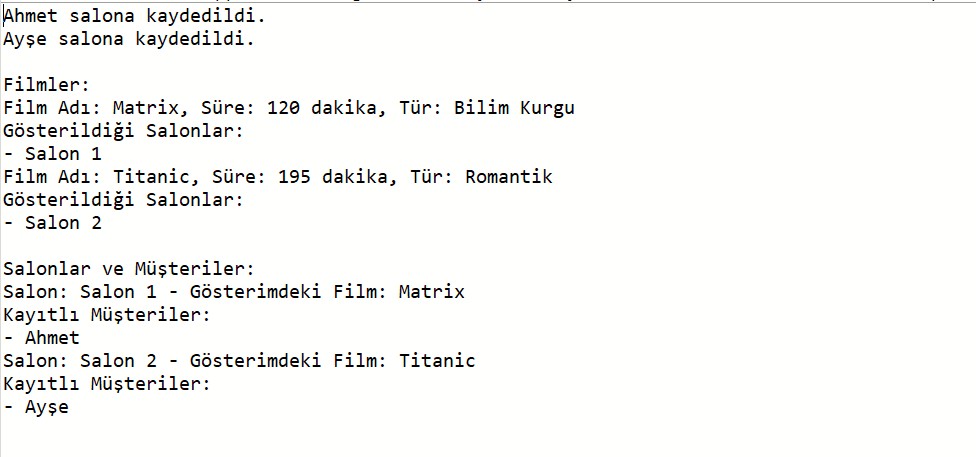 Ahmet salona kaydedildi.
Ayşe salona kaydedildi.
Filmler:
Film Adı: Matrix, Süre: 120 dakika, Tür: Bilim Kurgu
Gösterildiği Salonlar:
- Salon 1
Film Adı: Titanic, Süre: 195 dakika, Tür: Romantik
Gösterildiği Salonlar:
- Salon 2
Salonlar ve Müşteriler:
Salon: Salon 1 - Gösterimdeki Film: Matrix
Kayıtlı Müşteriler:
- Ahmet
Salon: Salon 2 - Gösterimdeki Film: Titanic
Kayıtlı Müşteriler:
- Ayşe